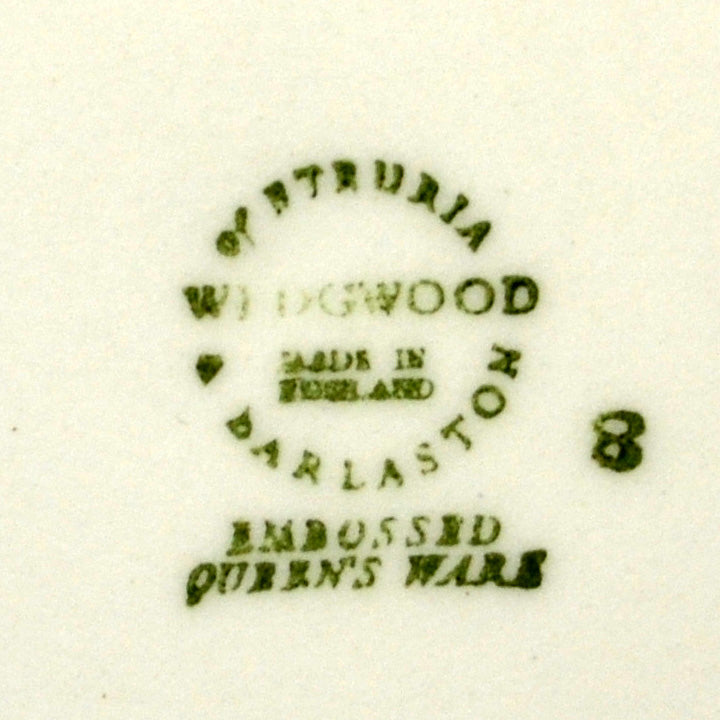 of ETRURIA
WEDGWOOD
MADE IN
ENGLAND
& BARLASTON
8
EMBOSSED
QUEEN'S WARE